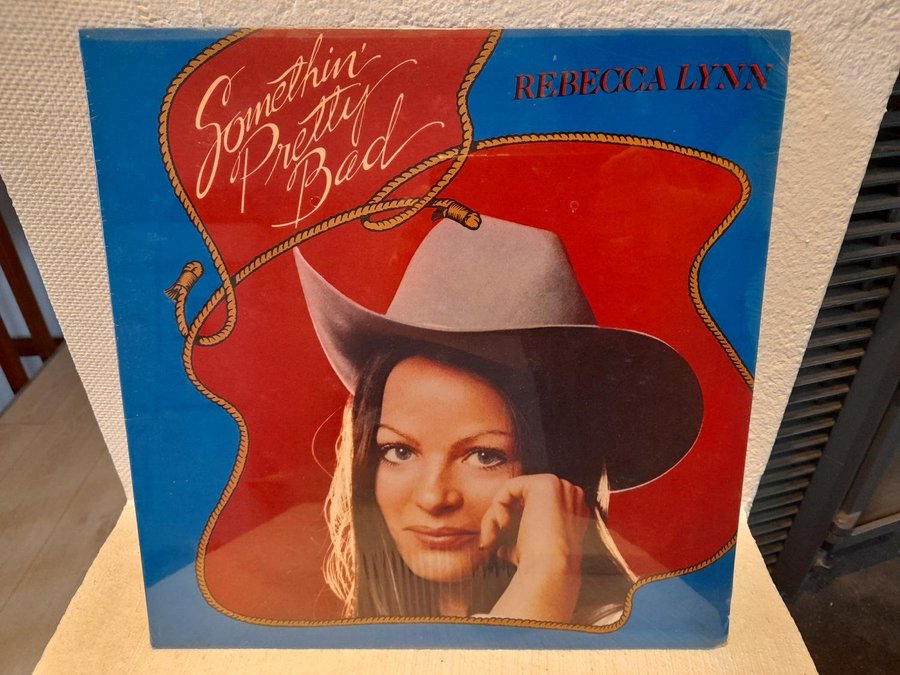 Somethin'
Pretty
Bad
REBECCA LYNN